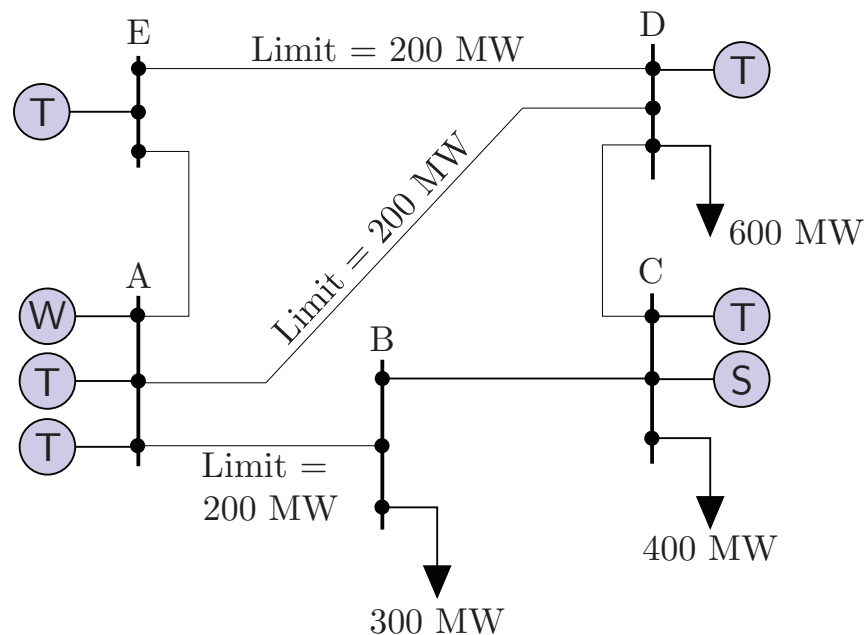 E
Limit = 200 MW
D
T
T
Limit = 200 MW
600 MW
A
C
W
T
B
T
S
T
Limit =
200 MW
400 MW
300 MW